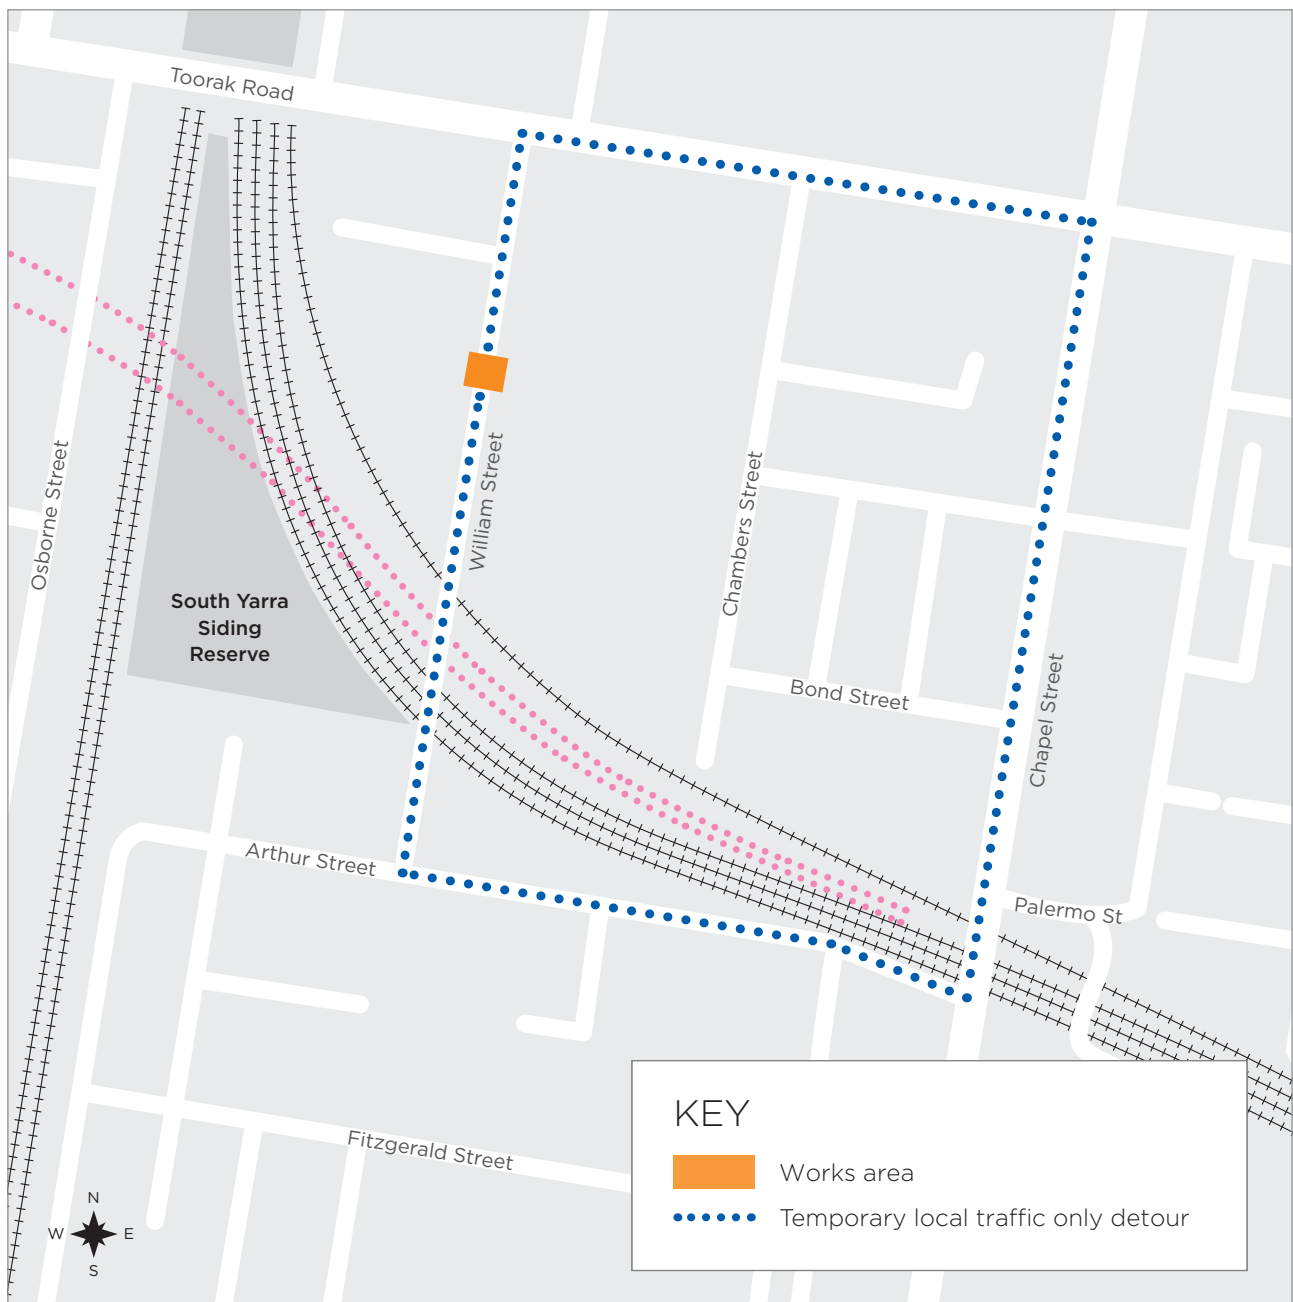 Toorak Road
Osborne Street
William Street
Chambers Street
South Yarra
Siding
Reserve
Bond Street
Chapel Street
Arthur Street
Palermo St
Fitzgerald Street
N
W E
S
KEY
Works area
Temporary local traffic only detour